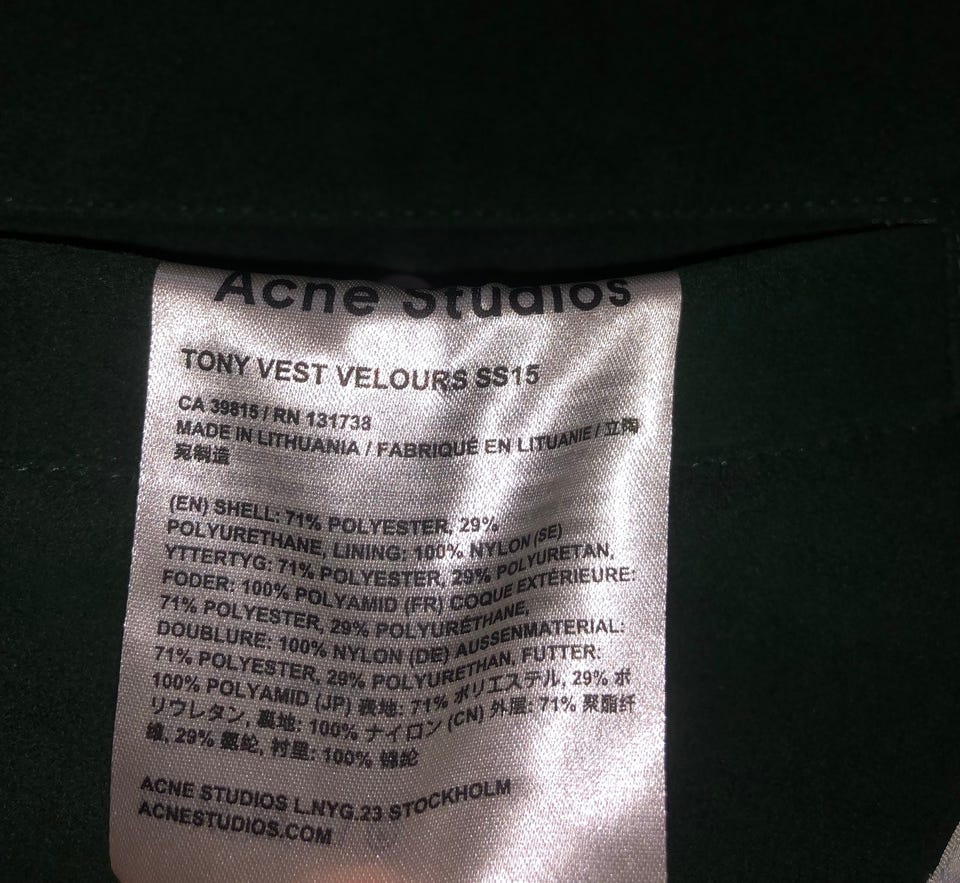 Acne Studios
TONY VEST VELOURS SS15
CA 39815 / RN 131738
MADE IN LITHUANIA / FABRIQUE EN LITUANIE / 立陶
宛制造
(EN) SHELL: 71% POLYESTER, 29%
POLYURETHANE, LINING: 100% NYLON (SE)
YTTERTYG: 71% POLYESTER, 29% POLYURETAN,
FODER: 100% POLYAMID (FR) COQUE EXTÉRIEURE:
71% POLYESTER, 29% POLYURÉTHANE,
DOUBLURE: 100% NYLON (DE) AUSSENMATERIAL:
71% POLYESTER, 29% POLYURETHAN, FUTTER:
100% POLYAMID (JP) 表地: 71% ポリエステル, 29% ポ
リウレタン, 裏地: 100% ナイロン (CN) 外层: 71% 聚酯纤
维, 29% 氨纶, 衬里: 100% 锦纶
ACNE STUDIOS L.NYG.23 STOCKHOLM
ACNESTUDIOS.COM